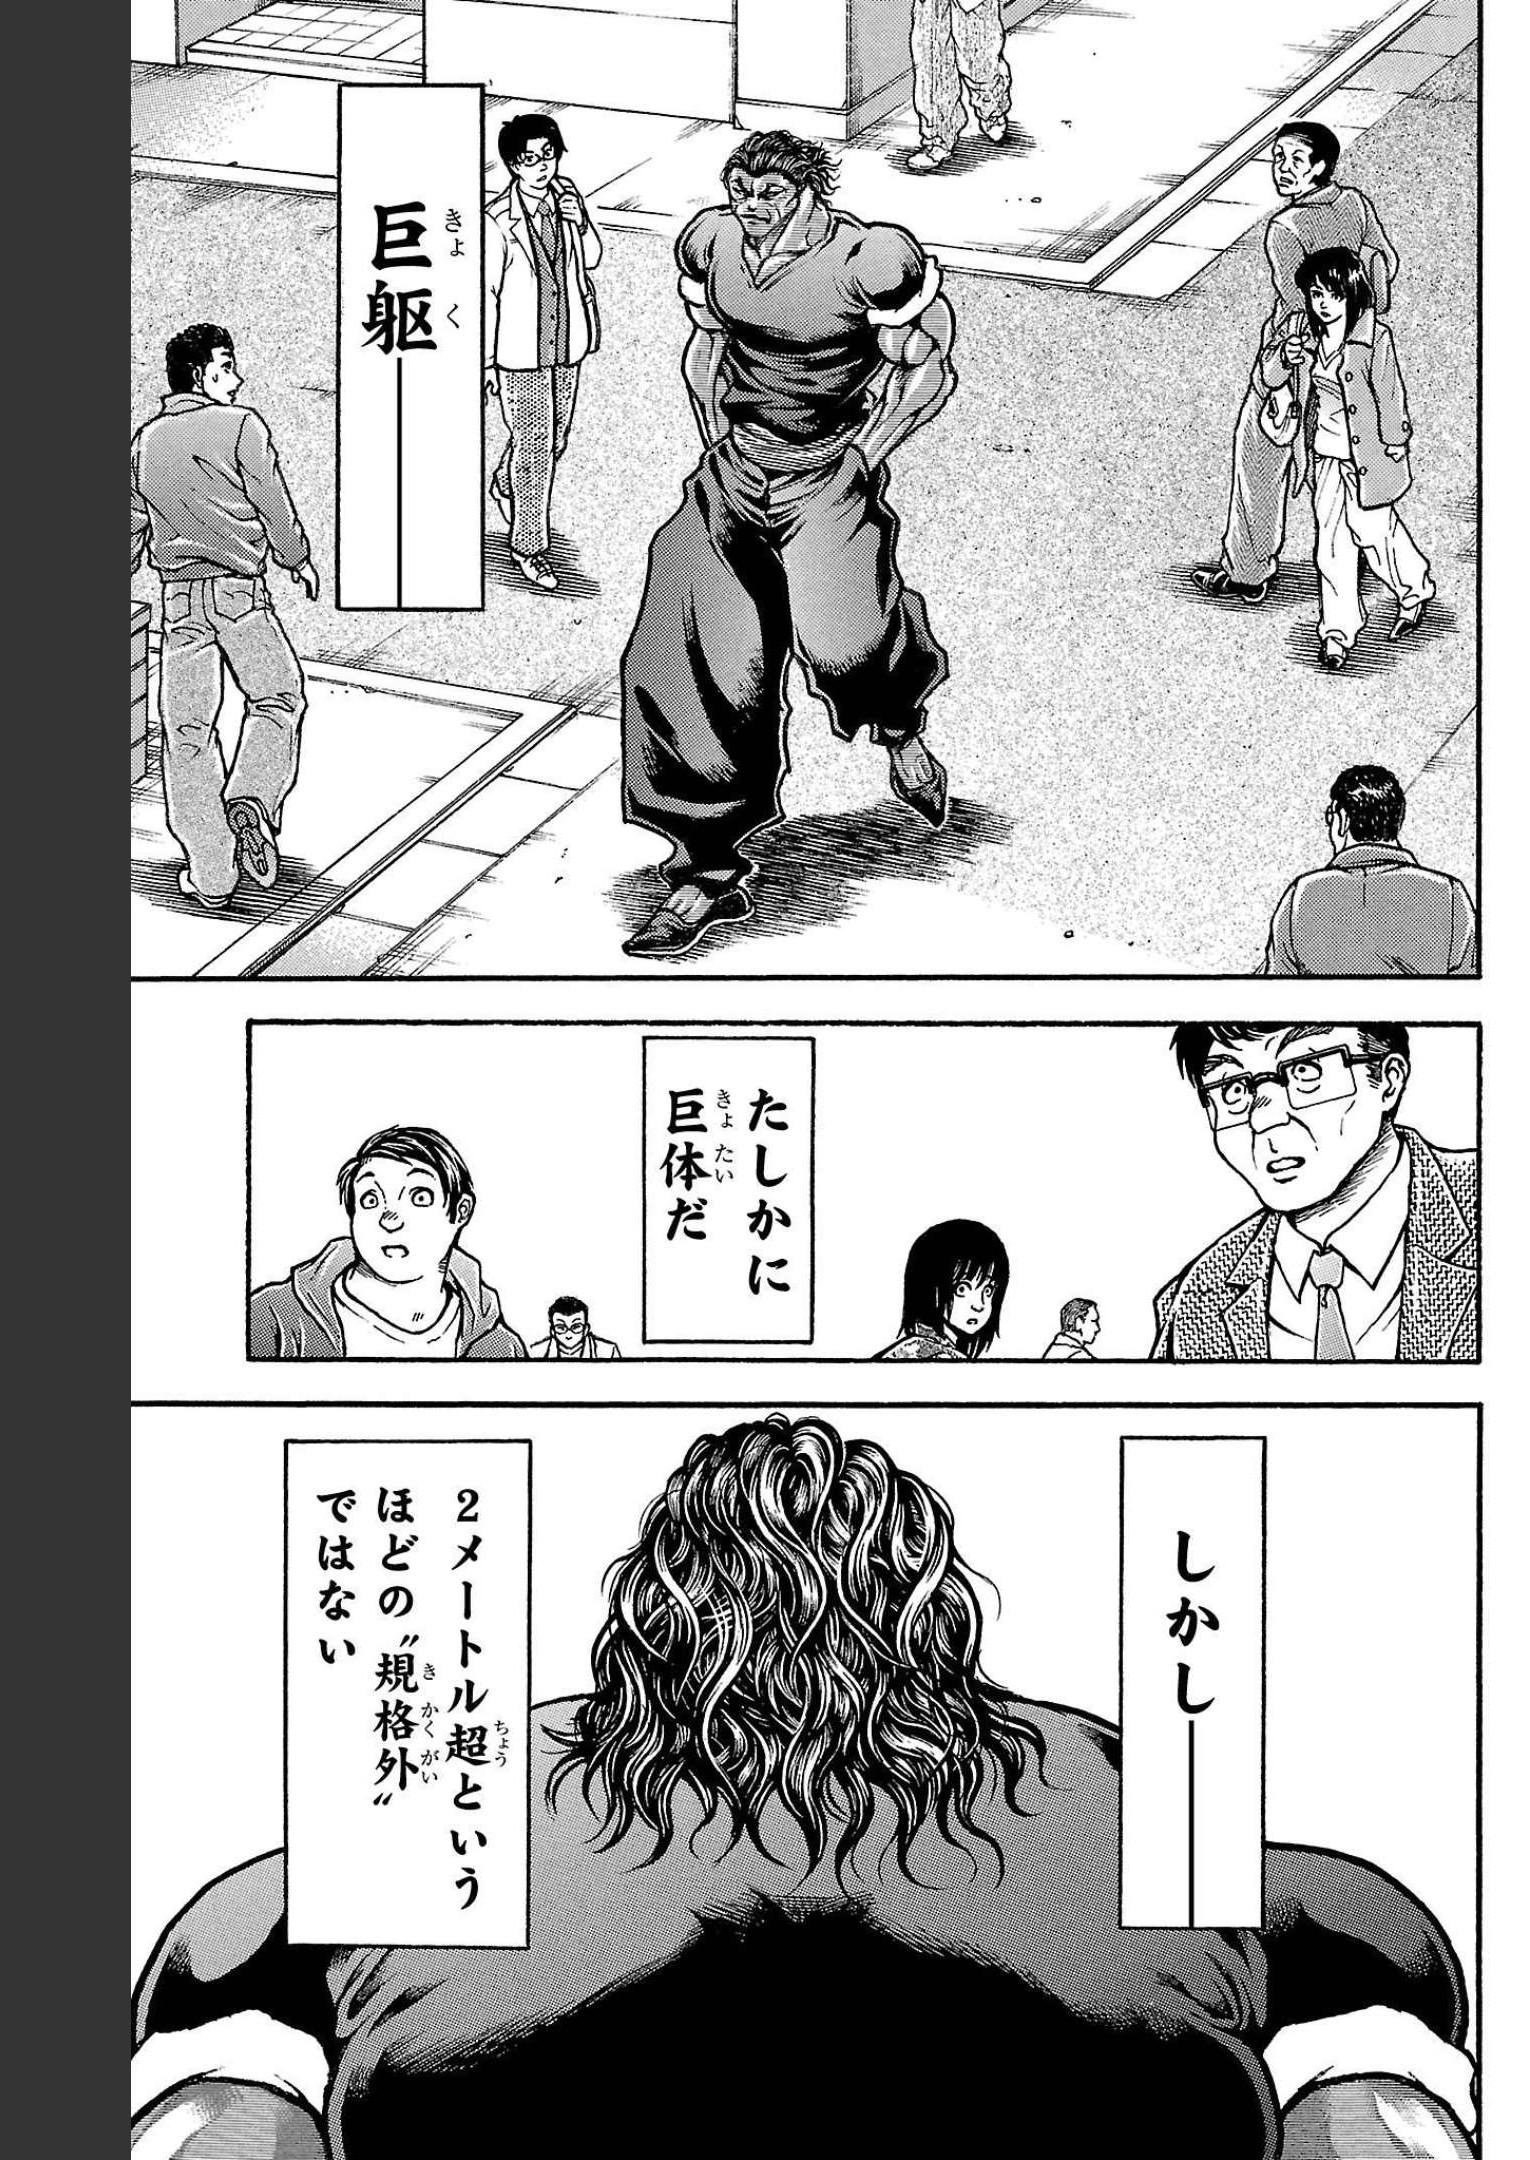 巨躯――
たしかに
巨体だ
しかし――
2メートル超という
ほどの〝規格外〟
ではない